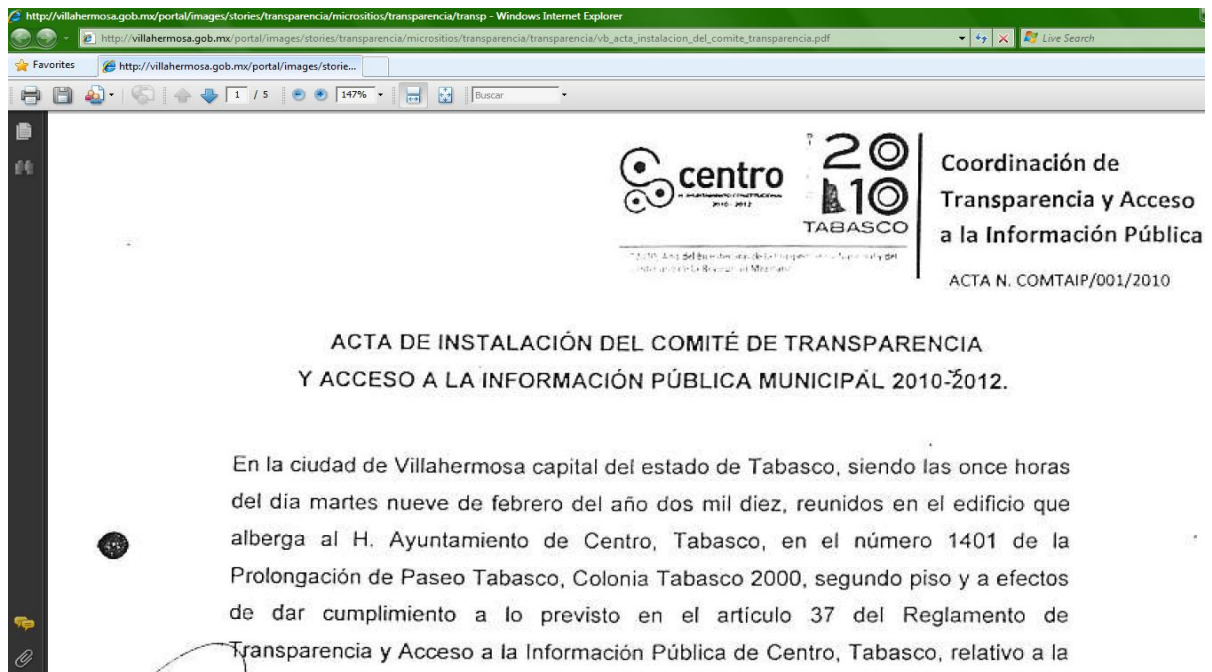 http://villahermosa.gob.mx/portal/images/stories/transparencia/micrositios/transparencia/transp - Windows Internet Explorer
http://villahermosa.gob.mx/portal/images/stories/transparencia/micrositios/transparencia/transparencia/vb_acta_instalacion_del_comite_transparencia.pdf
Live Search
Favorites
http://villahermosa.gob.mx/portal/images/storie...
1 / 5
147%
Buscar
centro
2010 - 2012
2010
TABASCO
Coordinación de
Transparencia y Acceso
a la Información Pública
ACTA N. COMTAIP/001/2010
ACTA DE INSTALACIÓN DEL COMITÉ DE TRANSPARENCIA
Y ACCESO A LA INFORMACIÓN PÚBLICA MUNICIPAL 2010-2012.
En la ciudad de Villahermosa capital del estado de Tabasco, siendo las once horas
del día martes nueve de febrero del año dos mil diez, reunidos en el edificio que
alberga al H. Ayuntamiento de Centro, Tabasco, en el número 1401 de la
Prolongación de Paseo Tabasco, Colonia Tabasco 2000, segundo piso y a efectos
de dar cumplimiento a lo previsto en el artículo 37 del Reglamento de
Transparencia y Acceso a la Información Pública de Centro, Tabasco, relativo a la